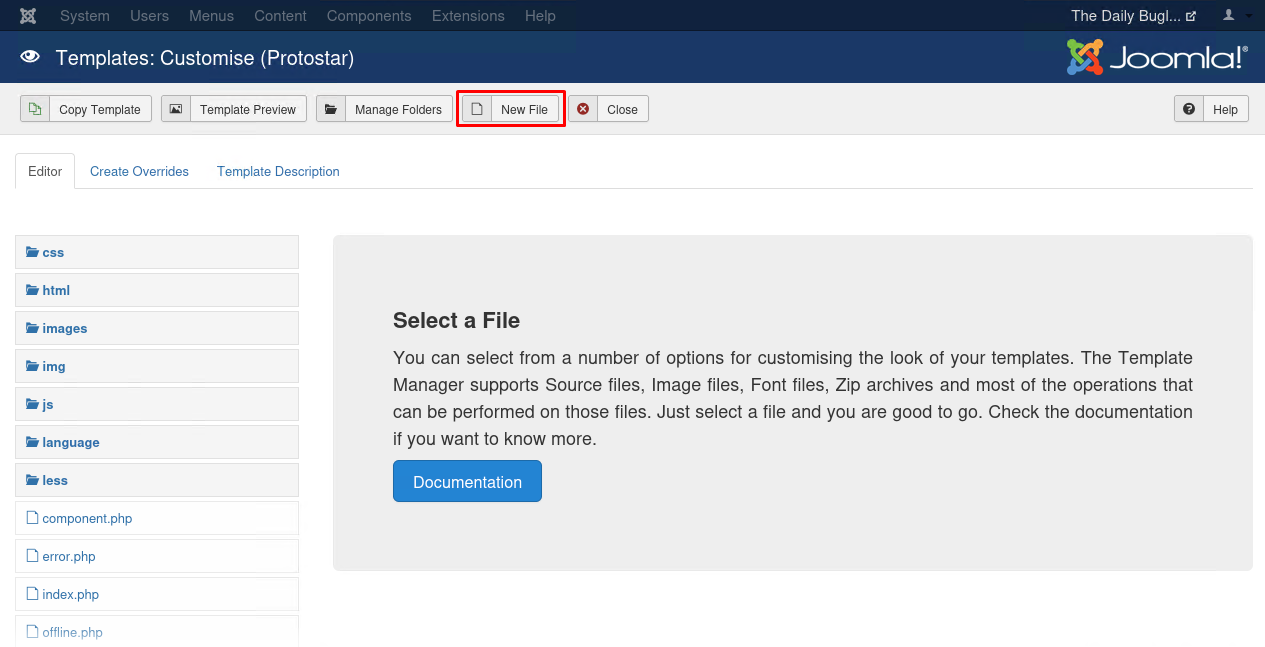 System Users Menus Content Components Extensions Help The Daily Bugl...
Templates: Customise (Protostar) Joomla!®
Copy Template Template Preview Manage Folders New File Close Help
Editor Create Overrides Template Description
css
html
images
img
js
language
less
component.php
error.php
index.php
offline.php
Select a File
You can select from a number of options for customising the look of your templates. The Template
Manager supports Source files, Image files, Font files, Zip archives and most of the operations that
can be performed on those files. Just select a file and you are good to go. Check the documentation
if you want to know more.
Documentation